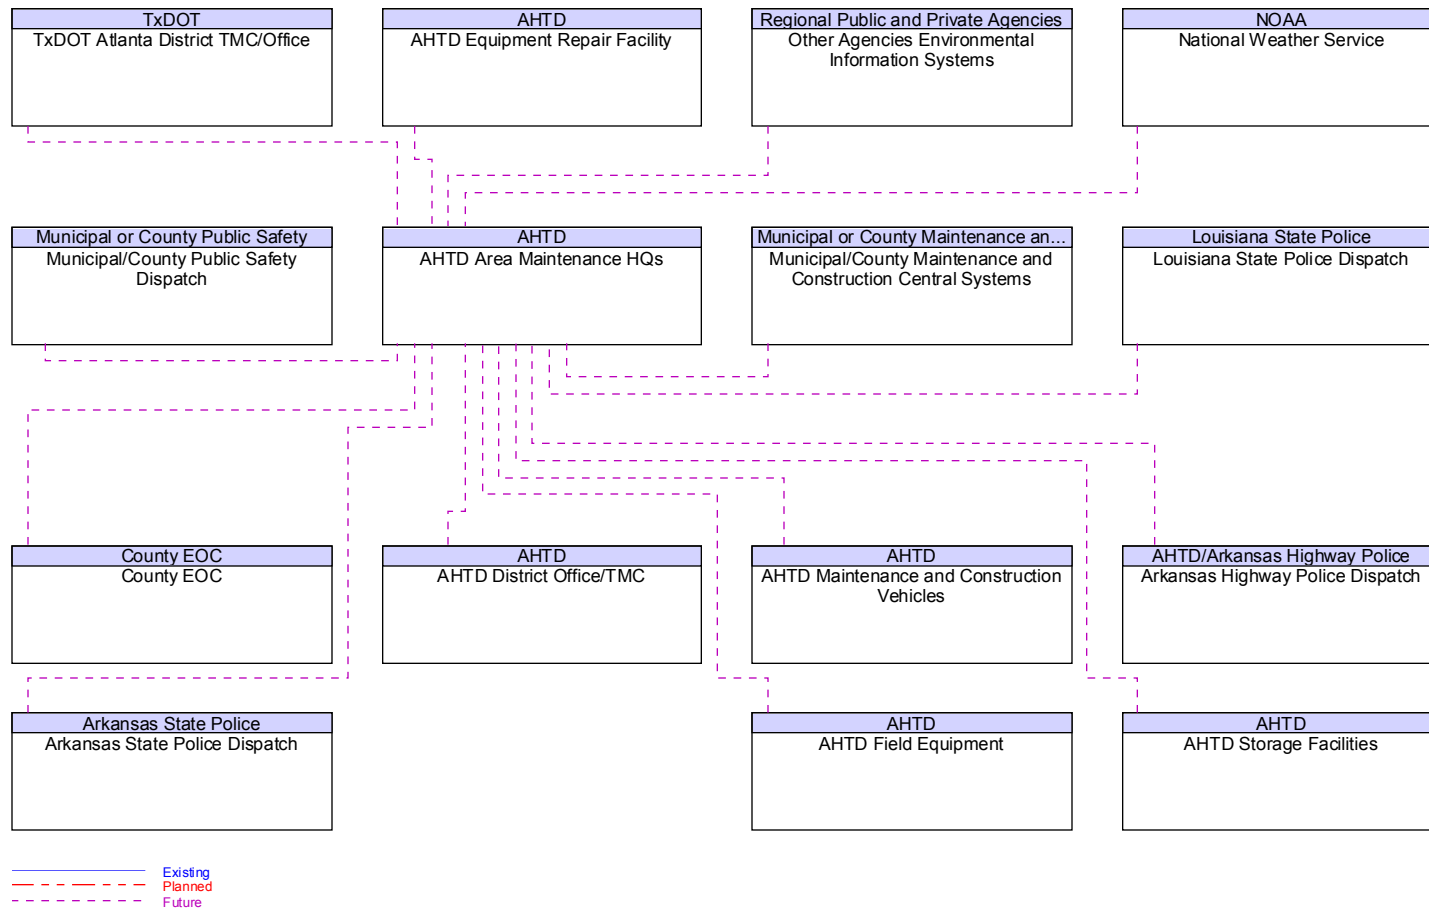 TxDOT
TxDOT Atlanta District TMC/Office
AHTD
AHTD Equipment Repair Facility
Regional Public and Private Agencies
Other Agencies Environmental
Information Systems
NOAA
National Weather Service
Municipal or County Public Safety
Municipal/County Public Safety
Dispatch
AHTD
AHTD Area Maintenance HQs
Municipal or County Maintenance an...
Municipal/County Maintenance and
Construction Central Systems
Louisiana State Police
Louisiana State Police Dispatch
County EOC
County EOC
AHTD
AHTD District Office/TMC
AHTD
AHTD Maintenance and Construction
Vehicles
AHTD/Arkansas Highway Police
Arkansas Highway Police Dispatch
Arkansas State Police
Arkansas State Police Dispatch
AHTD
AHTD Field Equipment
AHTD
AHTD Storage Facilities
Existing
Planned
Future